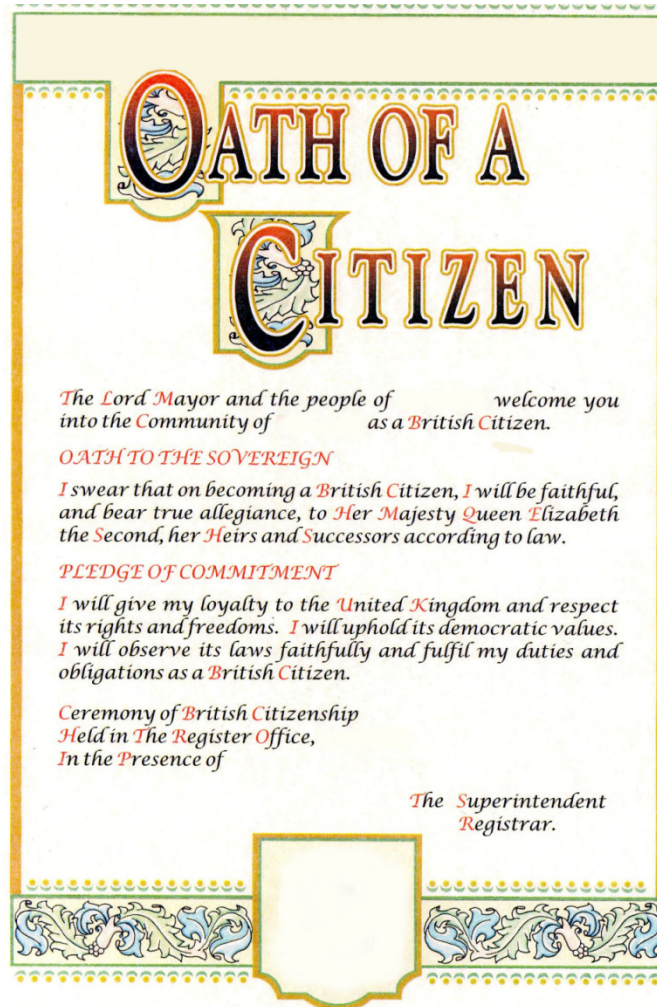 OATH OF A
CITIZEN
The Lord Mayor and the people of welcome you
into the Community of as a British Citizen.
OATH TO THE SOVEREIGN
I swear that on becoming a British Citizen, I will be faithful,
and bear true allegiance, to Her Majesty Queen Elizabeth
the Second, her Heirs and Successors according to law.
PLEDGE OF COMMITMENT
I will give my loyalty to the United Kingdom and respect
its rights and freedoms. I will uphold its democratic values.
I will observe its laws faithfully and fulfil my duties and
obligations as a British Citizen.
Ceremony of British Citizenship
Held in The Register Office,
In the Presence of
The Superintendent
Registrar.